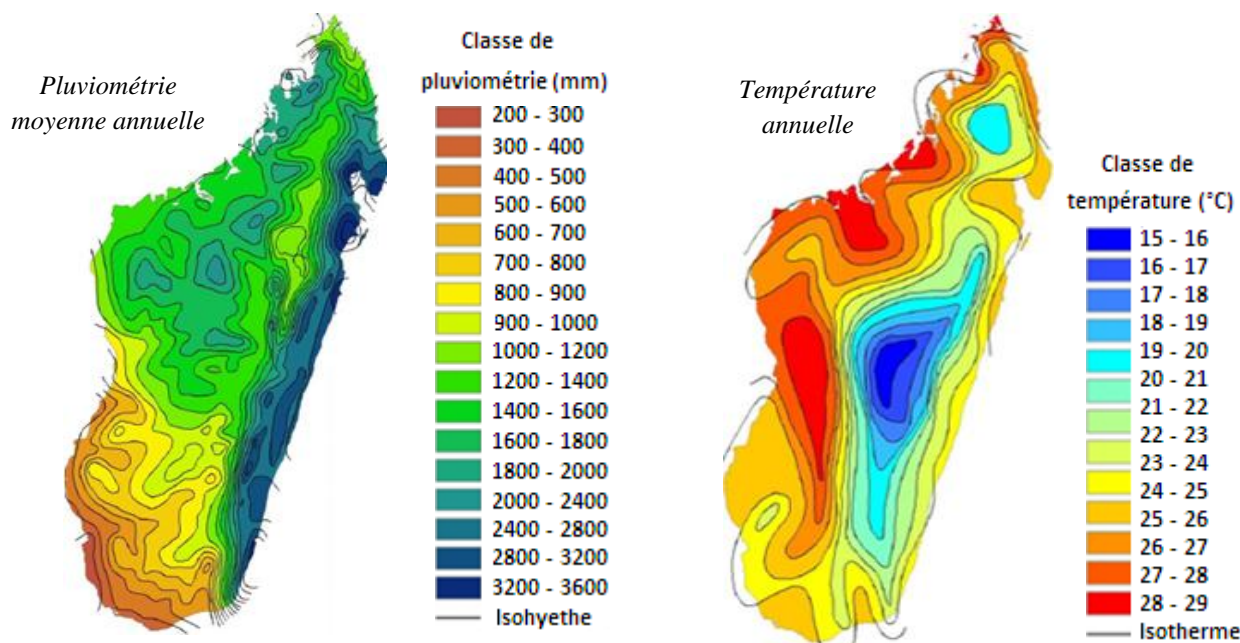 Pluviométrie
moyenne annuelle
Classe de
pluviométrie (mm)
200 - 300
300 - 400
400 - 500
500 - 600
600 - 700
700 - 800
800 - 900
900 - 1000
1000 - 1200
1200 - 1400
1400 - 1600
1600 - 1800
1800 - 2000
2000 - 2400
2400 - 2800
2800 - 3200
3200 - 3600
Isohyethe
Température
annuelle
Classe de
température (°C)
15 - 16
16 - 17
17 - 18
18 - 19
19 - 20
20 - 21
21 - 22
22 - 23
23 - 24
24 - 25
25 - 26
26 - 27
27 - 28
28 - 29
Isotherme